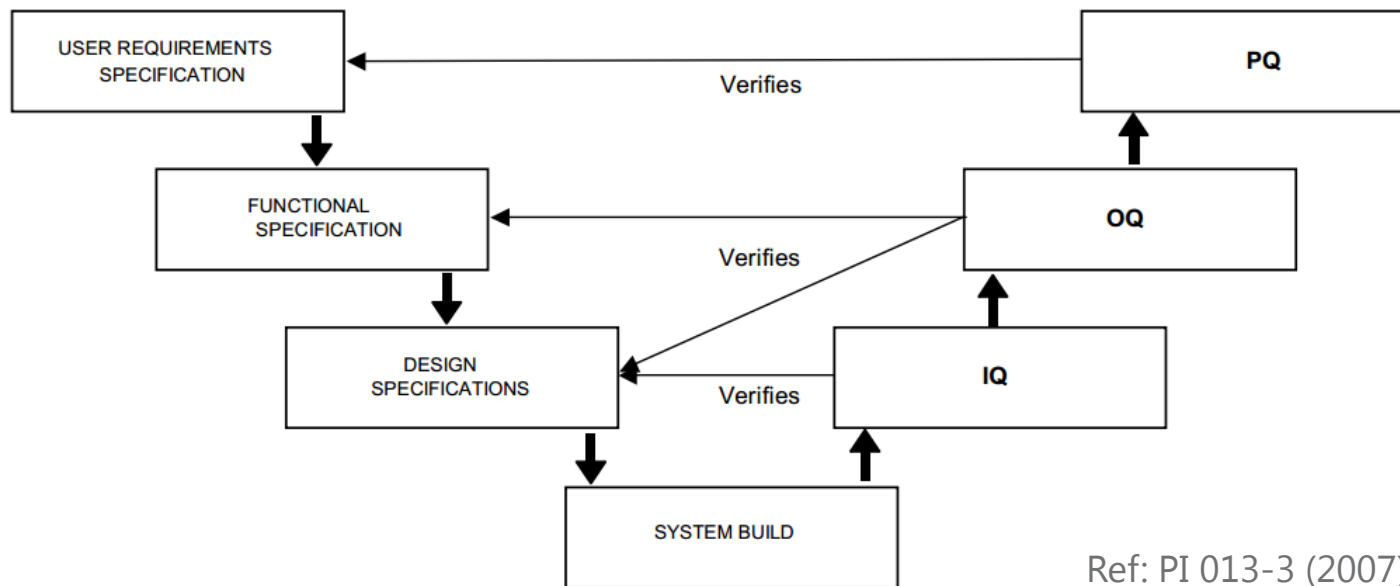 USER REQUIREMENTS
SPECIFICATION
PQ
Verifies
FUNCTIONAL
SPECIFICATION
OQ
Verifies
DESIGN
SPECIFICATIONS
IQ
Verifies
SYSTEM BUILD
Ref: PI 013-3 (2007)